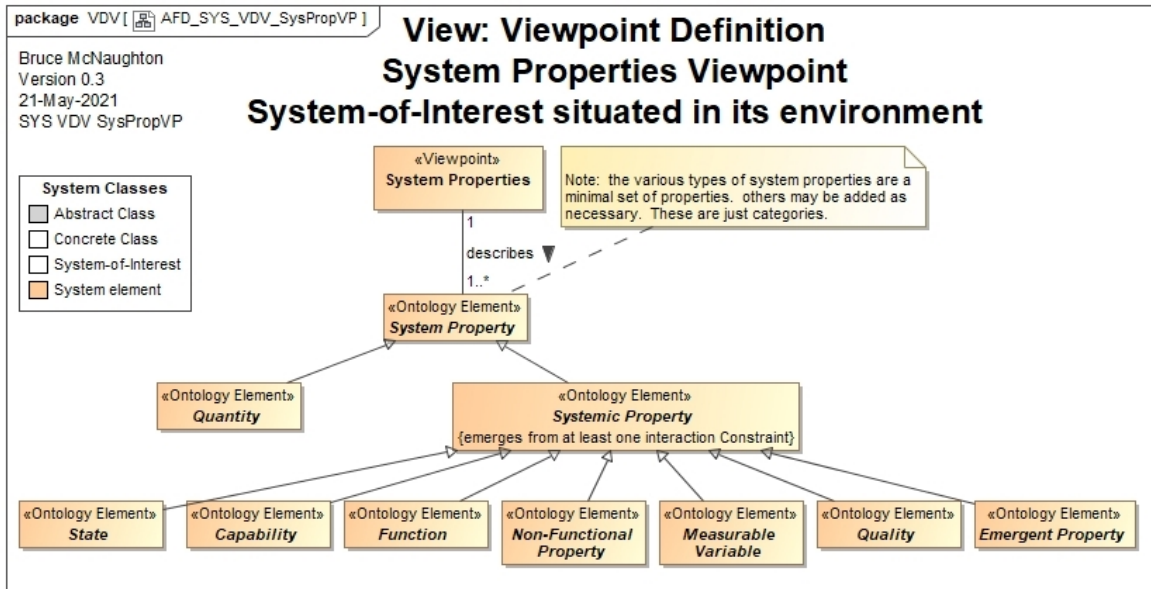 package VDV [ AFD_SYS_VDV_SysPropVP ]
View: Viewpoint Definition
System Properties Viewpoint
System-of-Interest situated in its environment
Bruce McNaughton
Version 0.3
21-May-2021
SYS VDV SysPropVP
System Classes
Abstract Class
Concrete Class
System-of-Interest
System element
«Viewpoint»
System Properties
Note: the various types of system properties are a
minimal set of properties. others may be added as
necessary. These are just categories.
1
describes
1..*
«Ontology Element»
System Property
«Ontology Element»
Quantity
«Ontology Element»
Systemic Property
{emerges from at least one interaction Constraint}
«Ontology Element»
State
«Ontology Element»
Capability
«Ontology Element»
Function
«Ontology Element»
Non-Functional
Property
«Ontology Element»
Measurable
Variable
«Ontology Element»
Quality
«Ontology Element»
Emergent Property